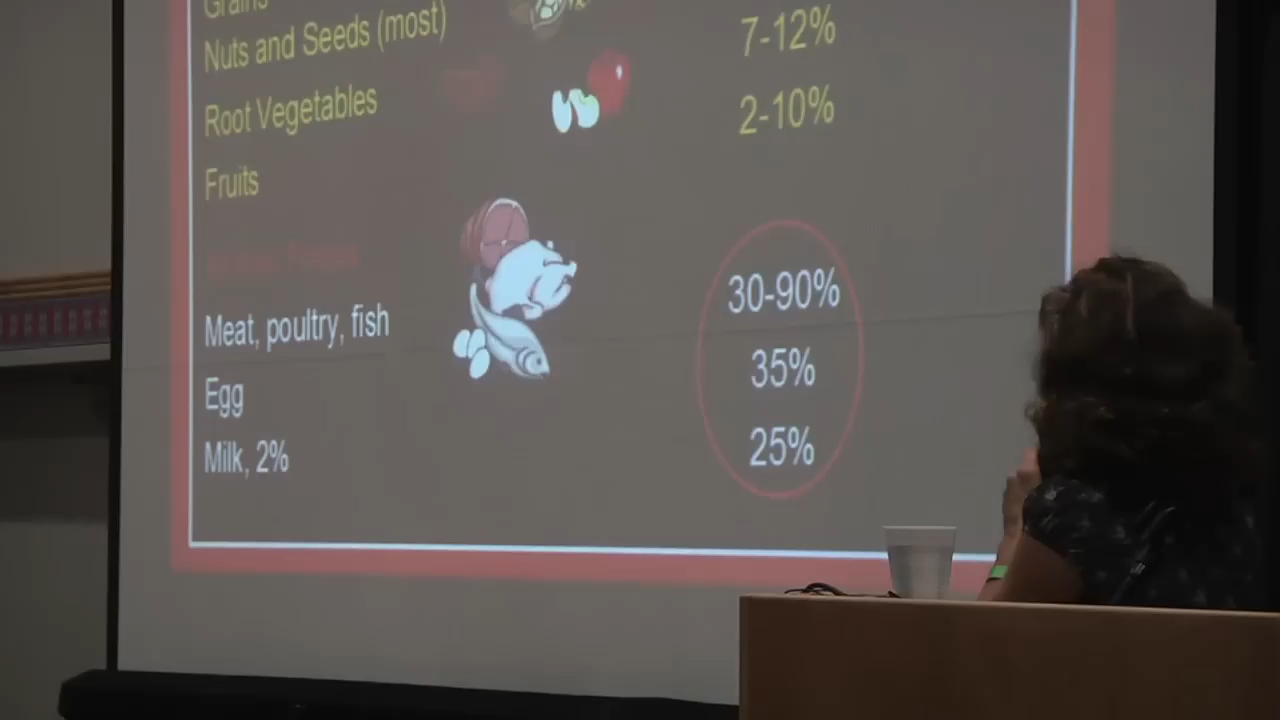 Grains
Nuts and Seeds (most)
7-12%
Root Vegetables
2-10%
Fruits
Meat, poultry, fish
30-90%
Egg
35%
Milk, 2%
25%